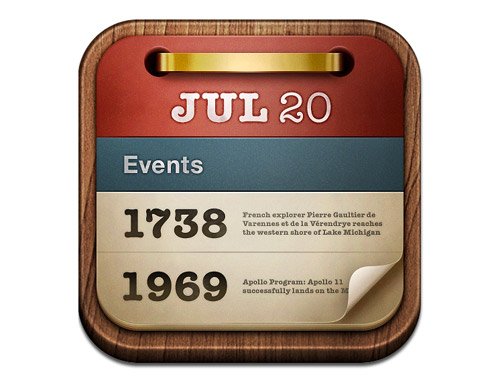 JUL 20
Events
1738
French explorer Pierre Gaultier de
Varennes et de la Vérendrye reaches
the western shore of Lake Michigan
1969
Apollo Program: Apollo 11
successfully lands on the M